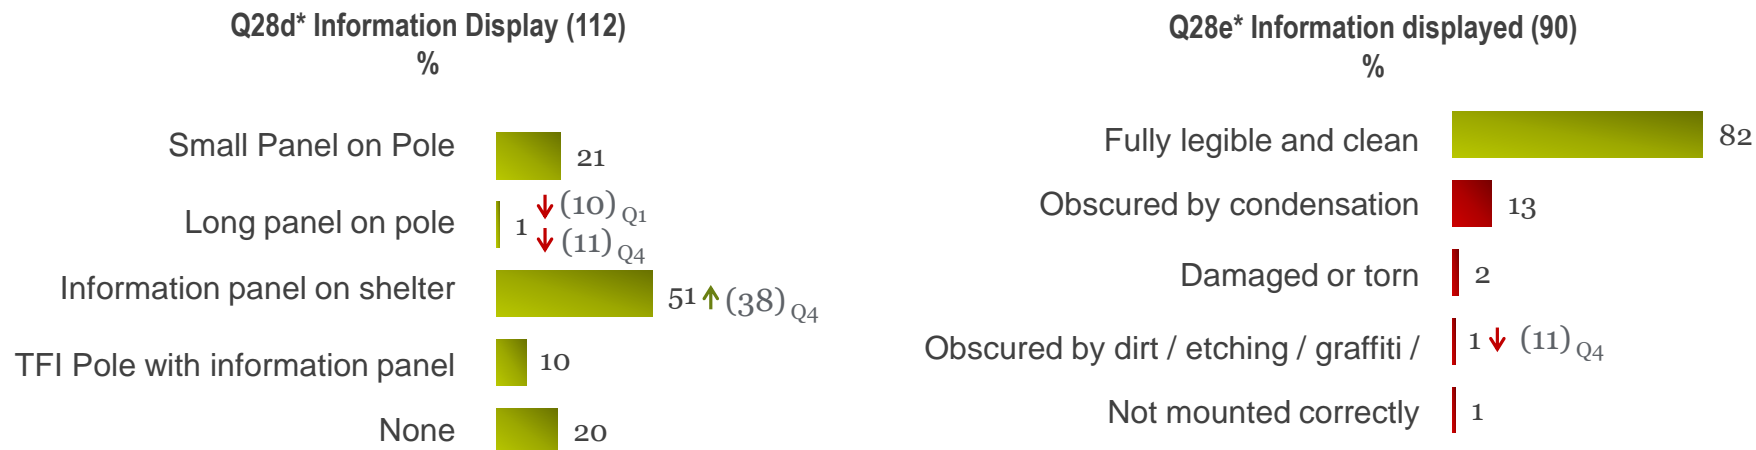 Q28d* Information Display (112)
%
Small Panel on Pole 21
Long panel on pole 1 ↓ (10) Q1
↓ (11) Q4
Information panel on shelter 51 ↑ (38) Q4
TFI Pole with information panel 10
None 20
Q28e* Information displayed (90)
%
Fully legible and clean 82
Obscured by condensation 13
Damaged or torn 2
Obscured by dirt / etching / graffiti / 1 ↓ (11) Q4
Not mounted correctly 1